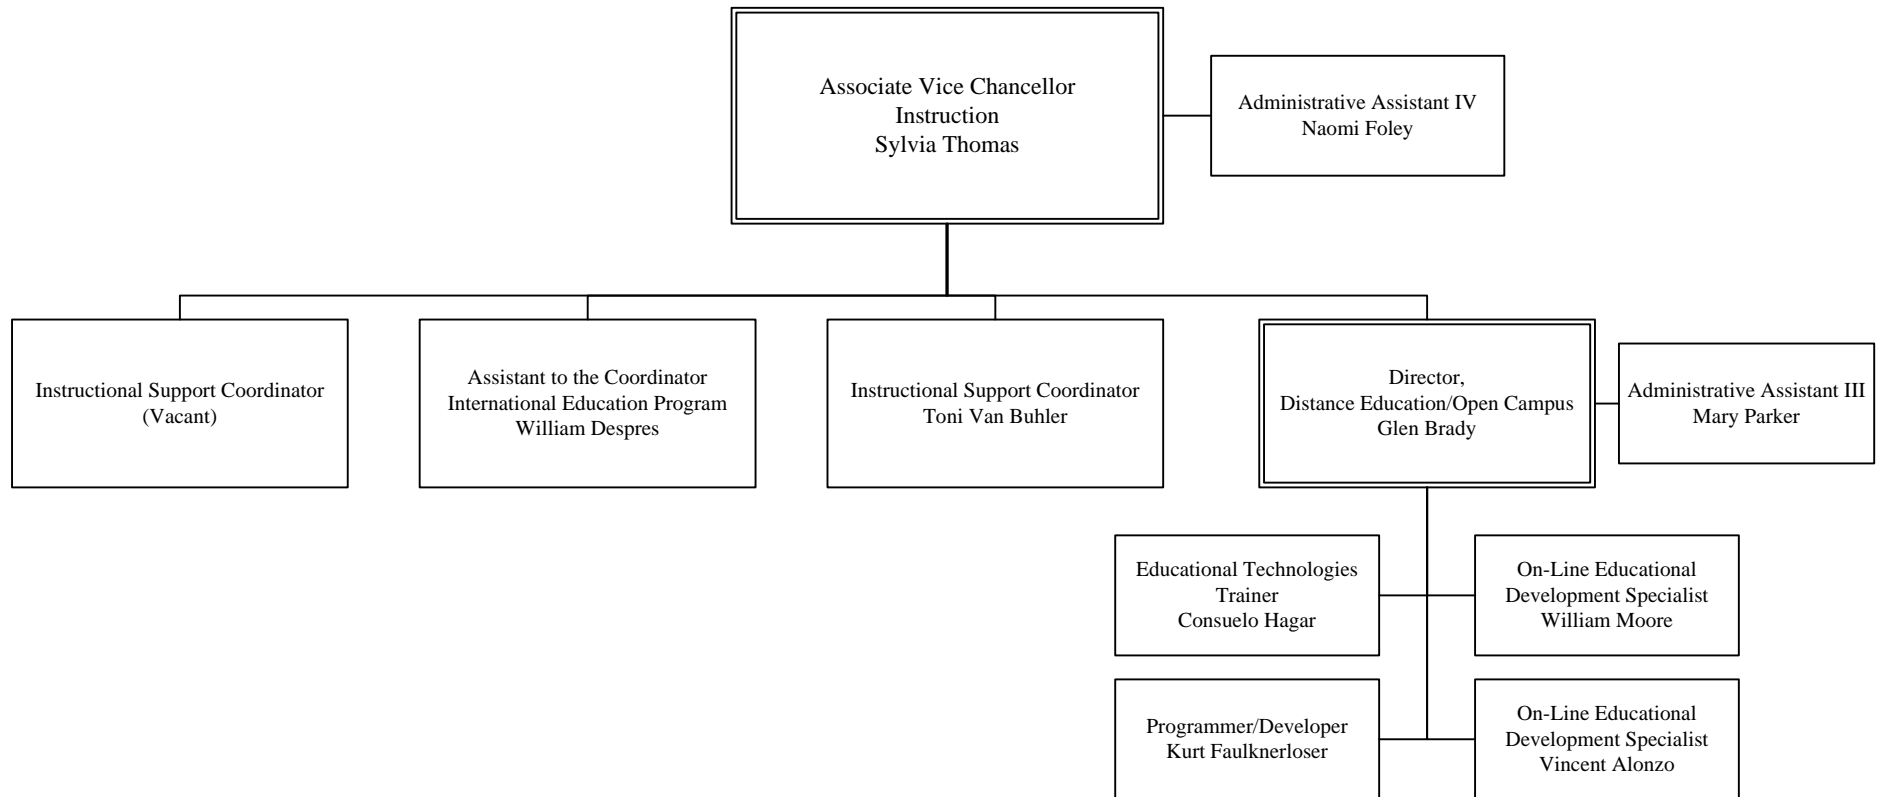 Associate Vice Chancellor
Instruction
Sylvia Thomas
Administrative Assistant IV
Naomi Foley
Instructional Support Coordinator
(Vacant)
Assistant to the Coordinator
International Education Program
William Despres
Instructional Support Coordinator
Toni Van Buhler
Director,
Distance Education/Open Campus
Glen Brady
Administrative Assistant III
Mary Parker
Educational Technologies
Trainer
Consuelo Hagar
On-Line Educational
Development Specialist
William Moore
Programmer/Developer
Kurt Faulknerloser
On-Line Educational
Development Specialist
Vincent Alonzo